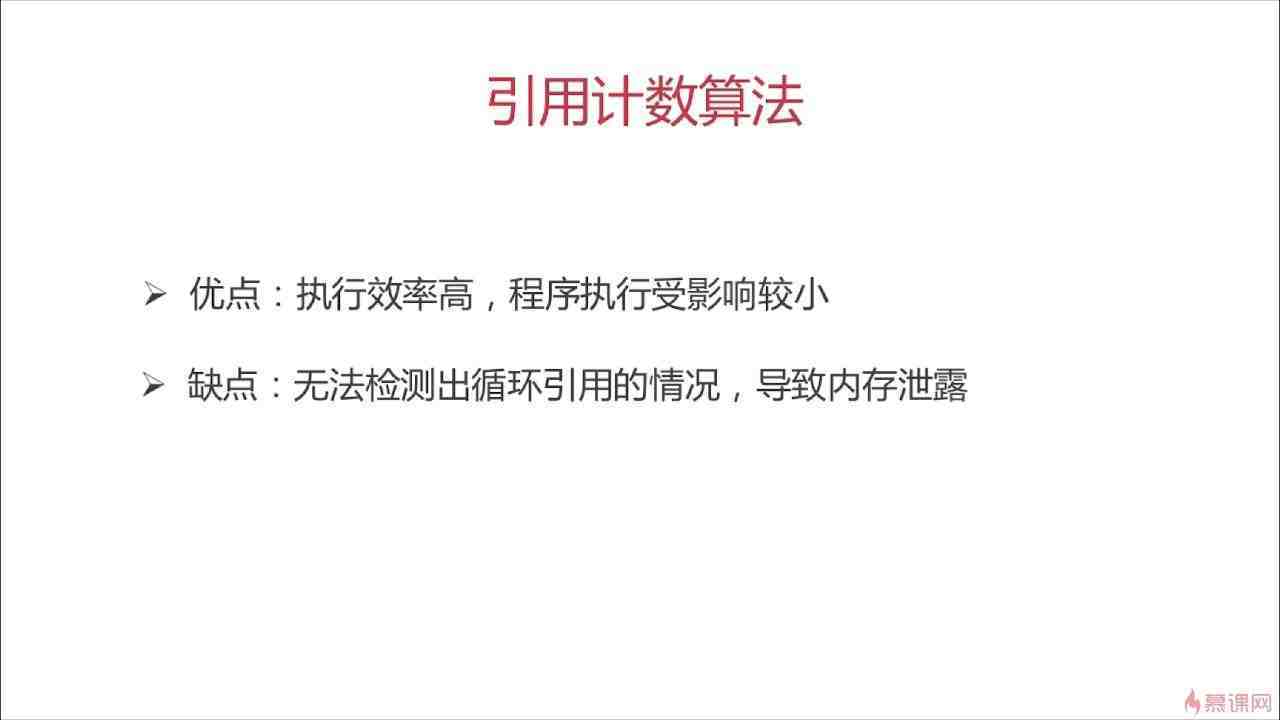 引用计数算法
优点：执行效率高，程序执行受影响较小
缺点：无法检测出循环引用的情况，导致内存泄露
慕课网